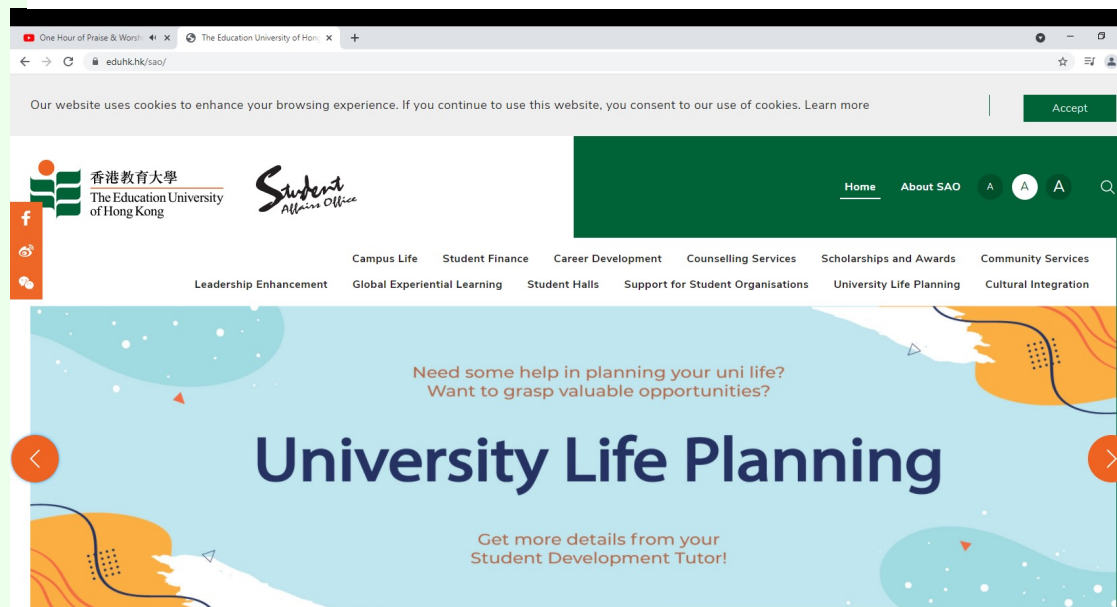 One Hour of Praise & Worshi
The Education University of Hong
eduhk.hk/sao/
Our website uses cookies to enhance your browsing experience. If you continue to use this website, you consent to our use of cookies. Learn more
Accept
香港教育大學
The Education University
of Hong Kong
Student
Affairs Office
Home About SAO A A A
Campus Life Student Finance Career Development Counselling Services Scholarships and Awards Community Services
Leadership Enhancement Global Experiential Learning Student Halls Support for Student Organisations University Life Planning Cultural Integration
Need some help in planning your uni life?
Want to grasp valuable opportunities?
University Life Planning
Get more details from your
Student Development Tutor!